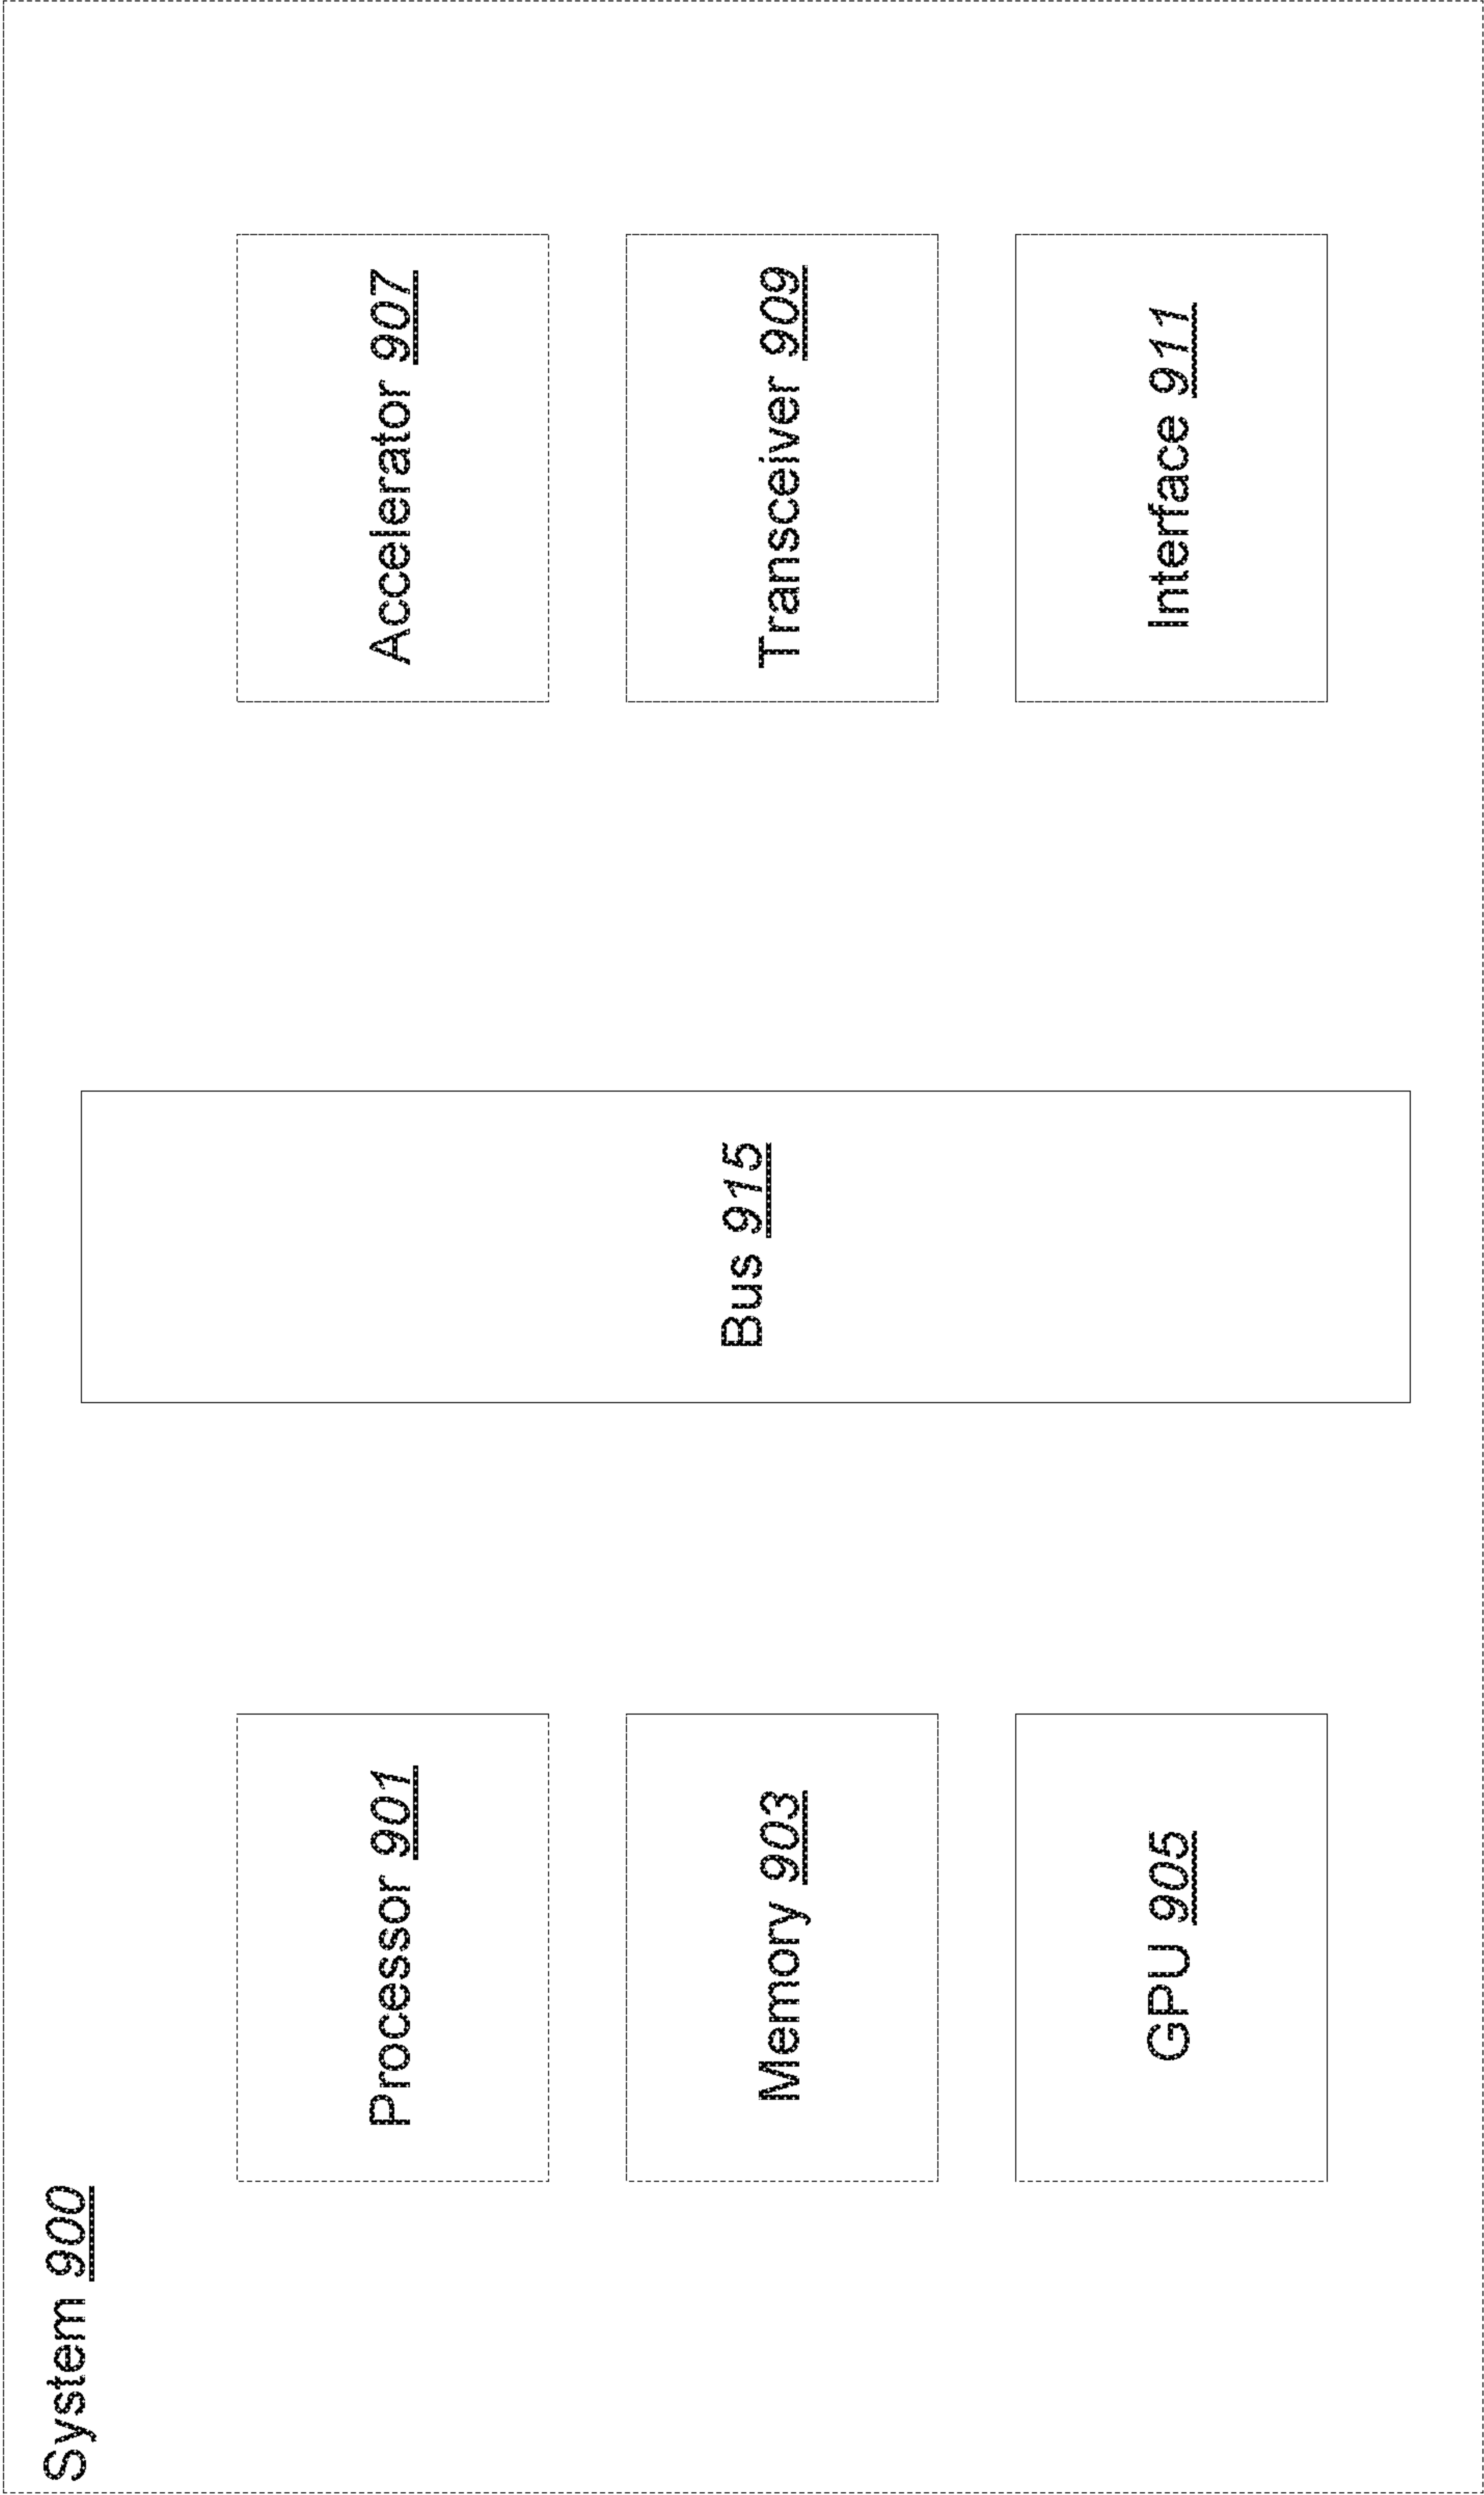 System 900
Processor 901
Memory 903
GPU 905
Bus 915
Accelerator 907
Transceiver 909
Interface 911